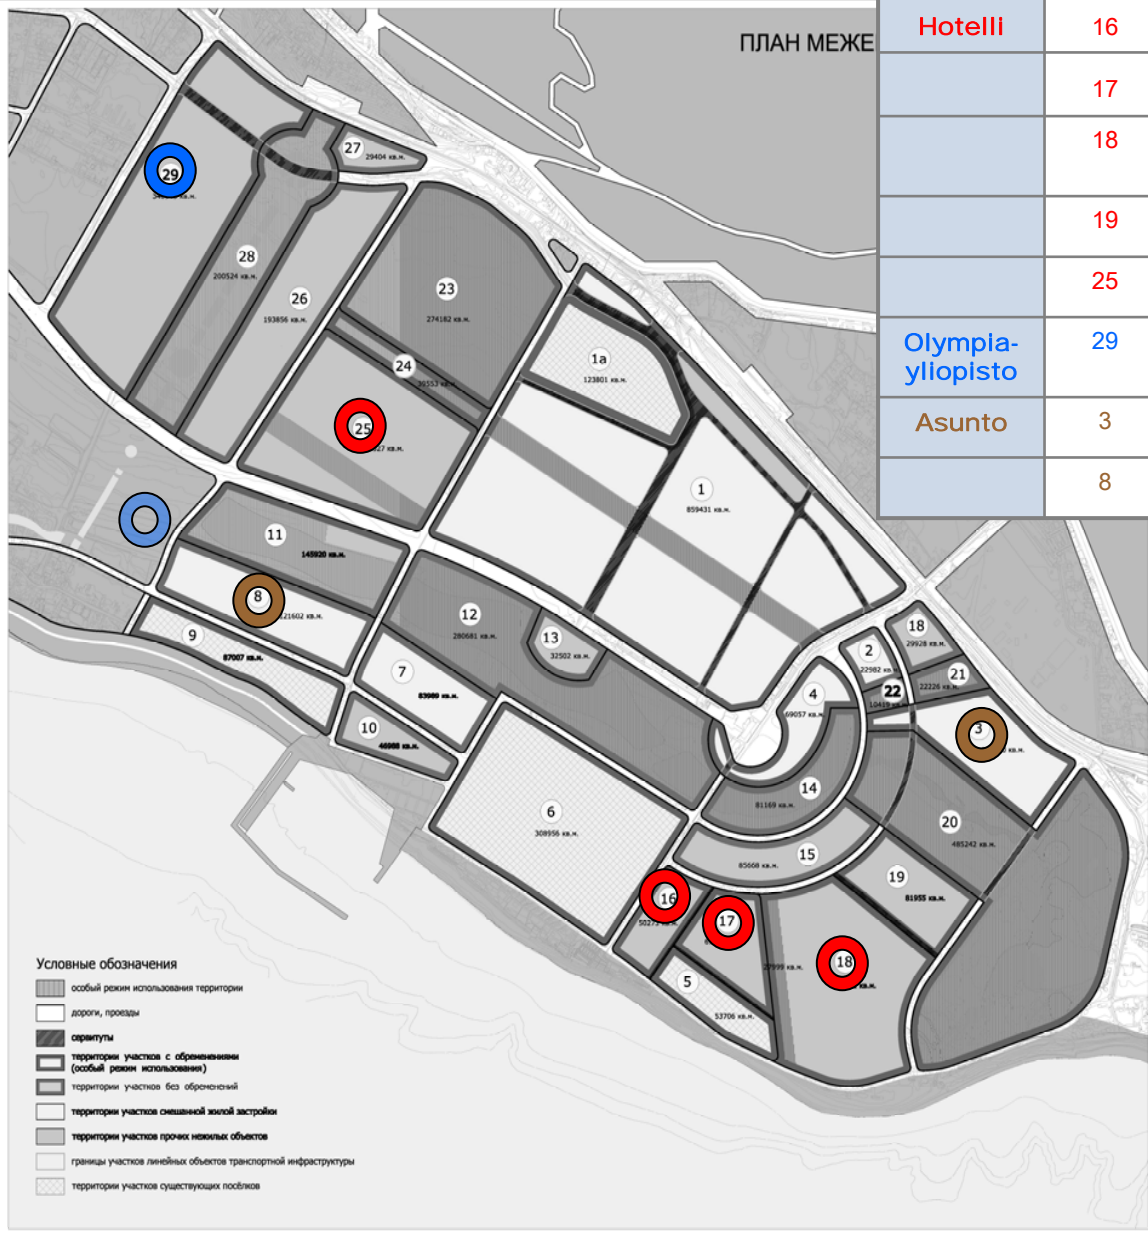 ПЛАН МЕЖЕ
Hotelli 16
17
18
19
25
Olympia-
yliopisto 29
Asunto 3
8
27
29404 кв.м.
29
28
200524 кв.м.
26
193856 кв.м.
23
274182 кв.м.
24
25
1а
123801 кв.м.
1
859431 кв.м.
11
145920 кв.м.
8
121602 кв.м.
9
87007 кв.м.
12
280681 кв.м.
13
32502 кв.м.
7
83989 кв.м.
10
46988 кв.м.
18
29928 кв.м.
2
22982 кв.м.
21
22226 кв.м.
22
4
69057 кв.м.
3
14
81169 кв.м.
6
308956 кв.м.
20
485242 кв.м.
15
85668 кв.м.
19
81955 кв.м.
16
17
18
5
53706 кв.м.
Условные обозначения
особый режим использования территории
дороги, проезды
сервитуты
территории участков с обременениями
(особый режим использования)
территории участков без обременений
территории участков смешанной жилой застройки
территории участков прочих нежилых объектов
границы участков линейных объектов транспортной инфраструктуры
территории участков существующих посёлков